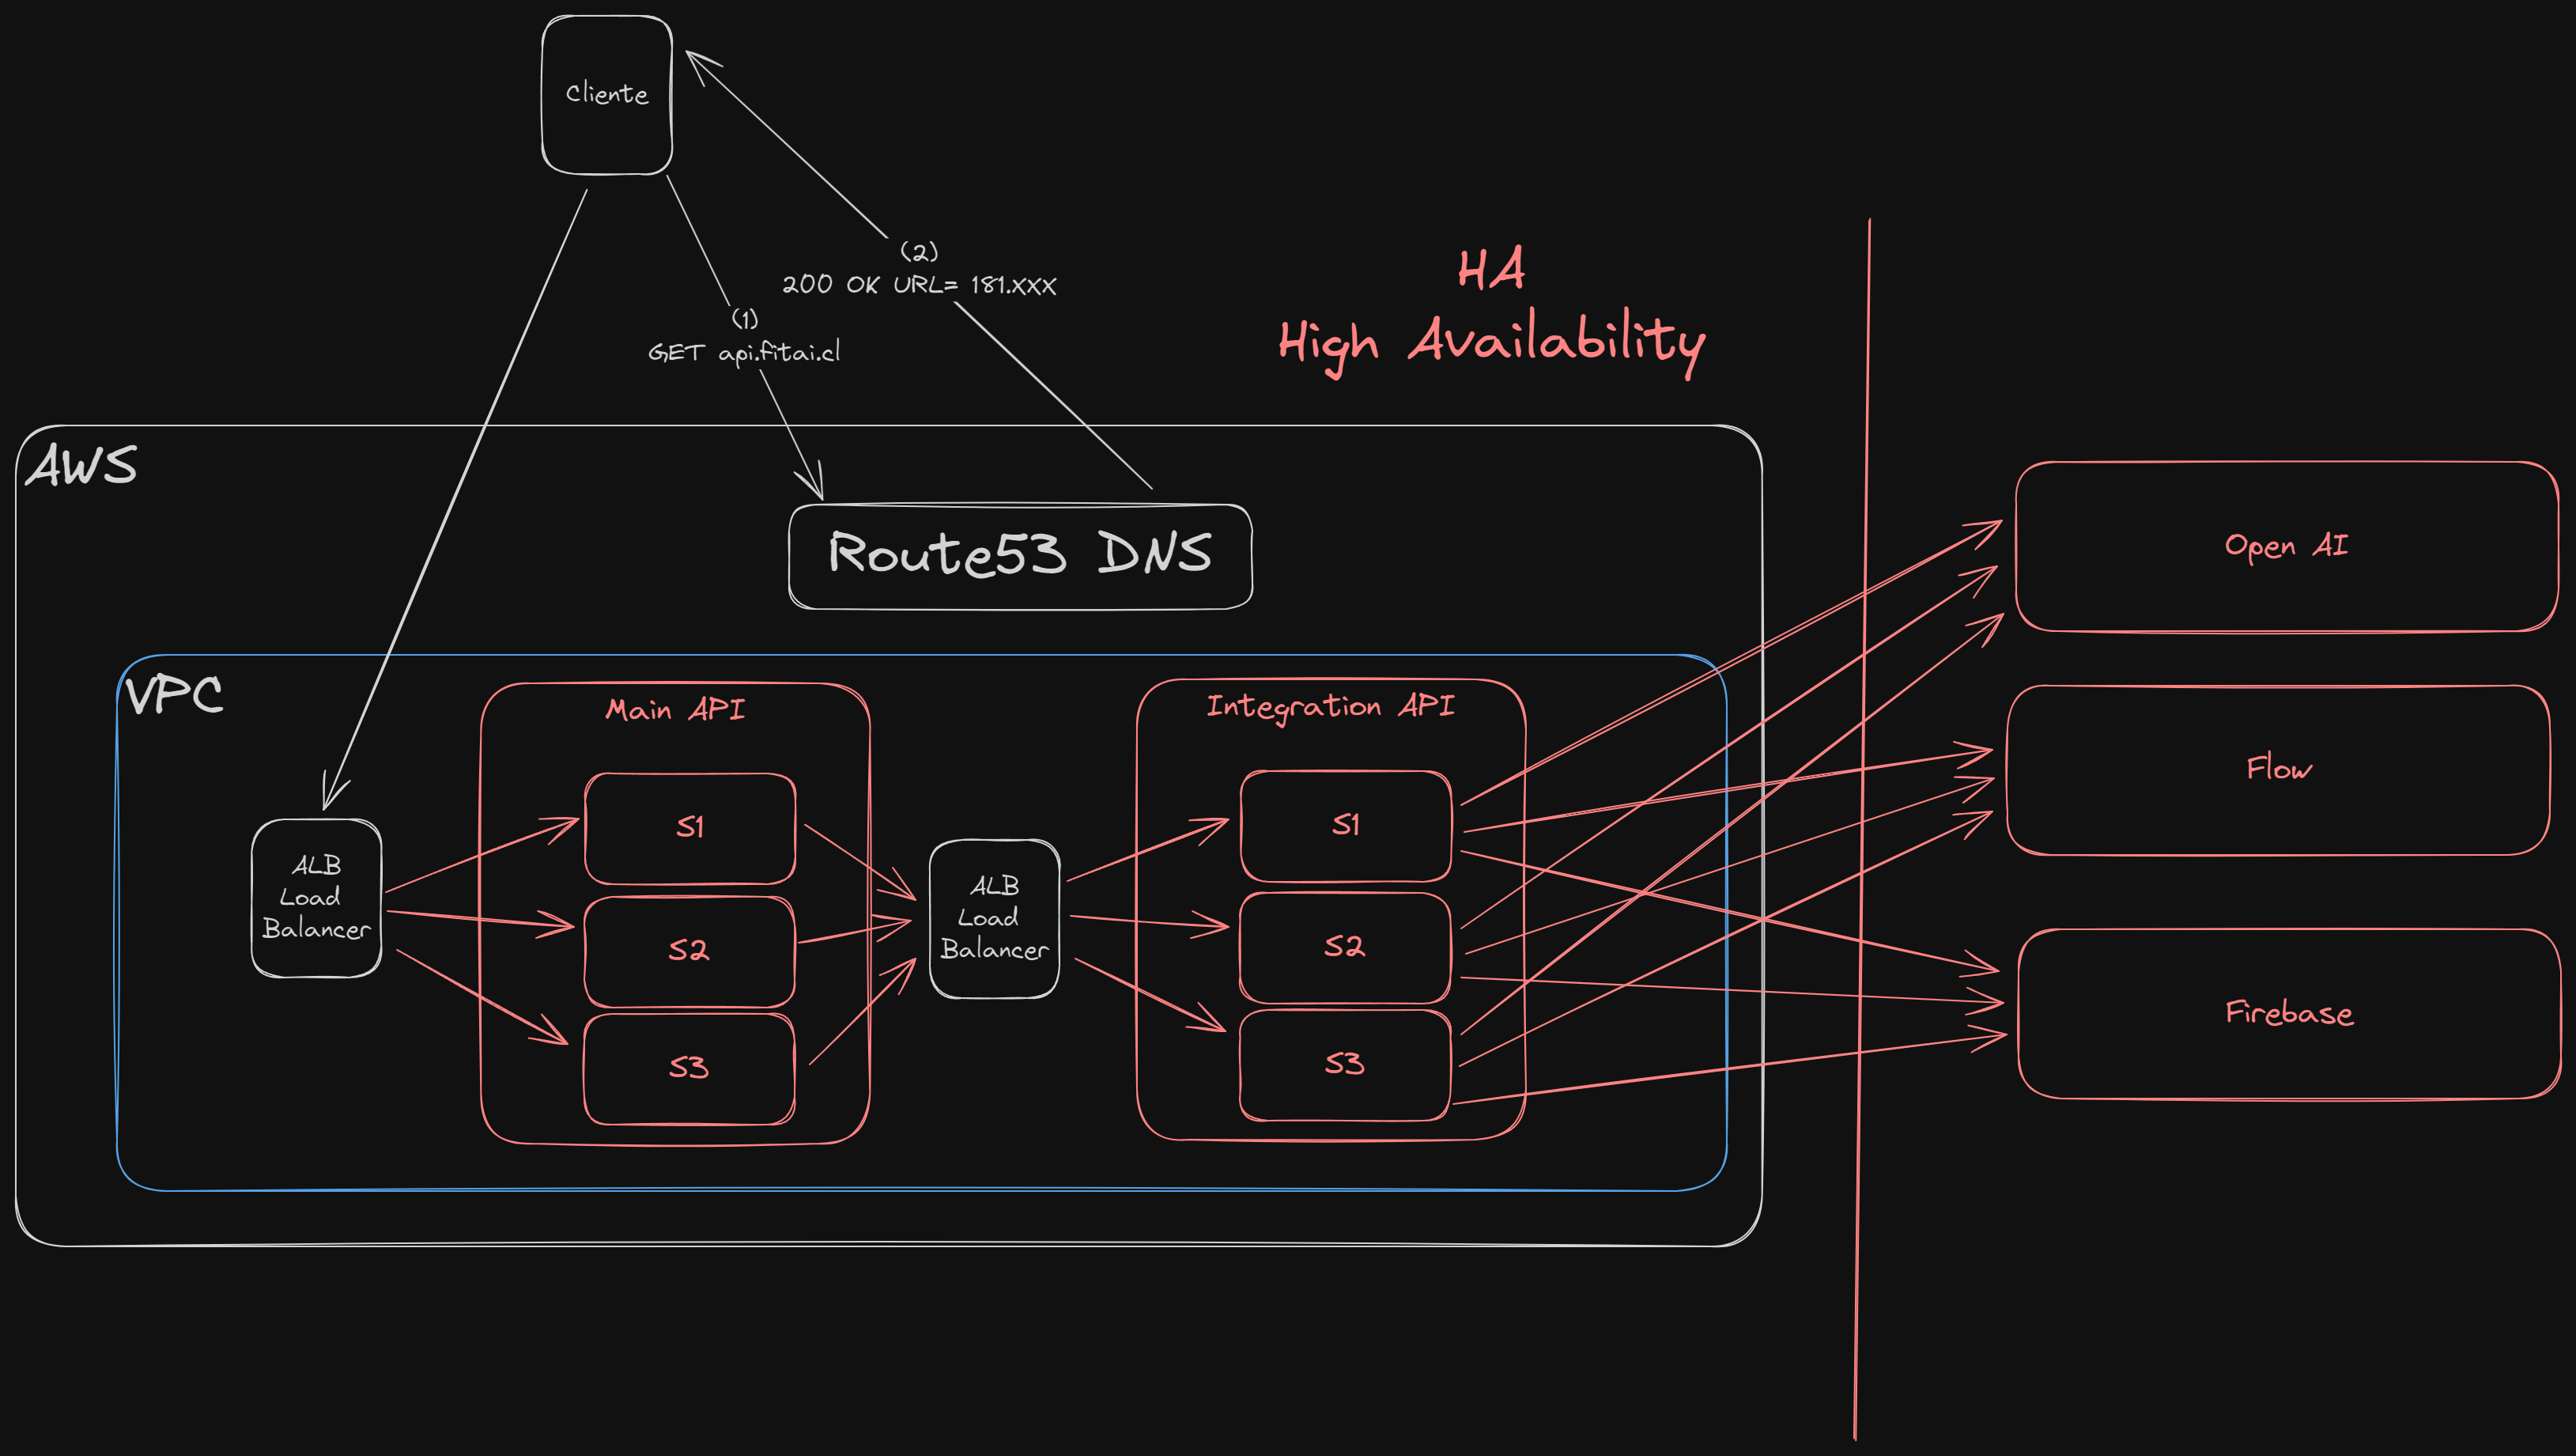 Cliente
(2)
200 OK URL= 181.xxx
(1)
GET api.fitai.cl
HA
High Availability
AWS
Route53 DNS
VPC
Main API
S1
S2
S3
ALB
Load
Balancer
ALB
Load
Balancer
Integration API
S1
S2
S3
Open AI
Flow
Firebase